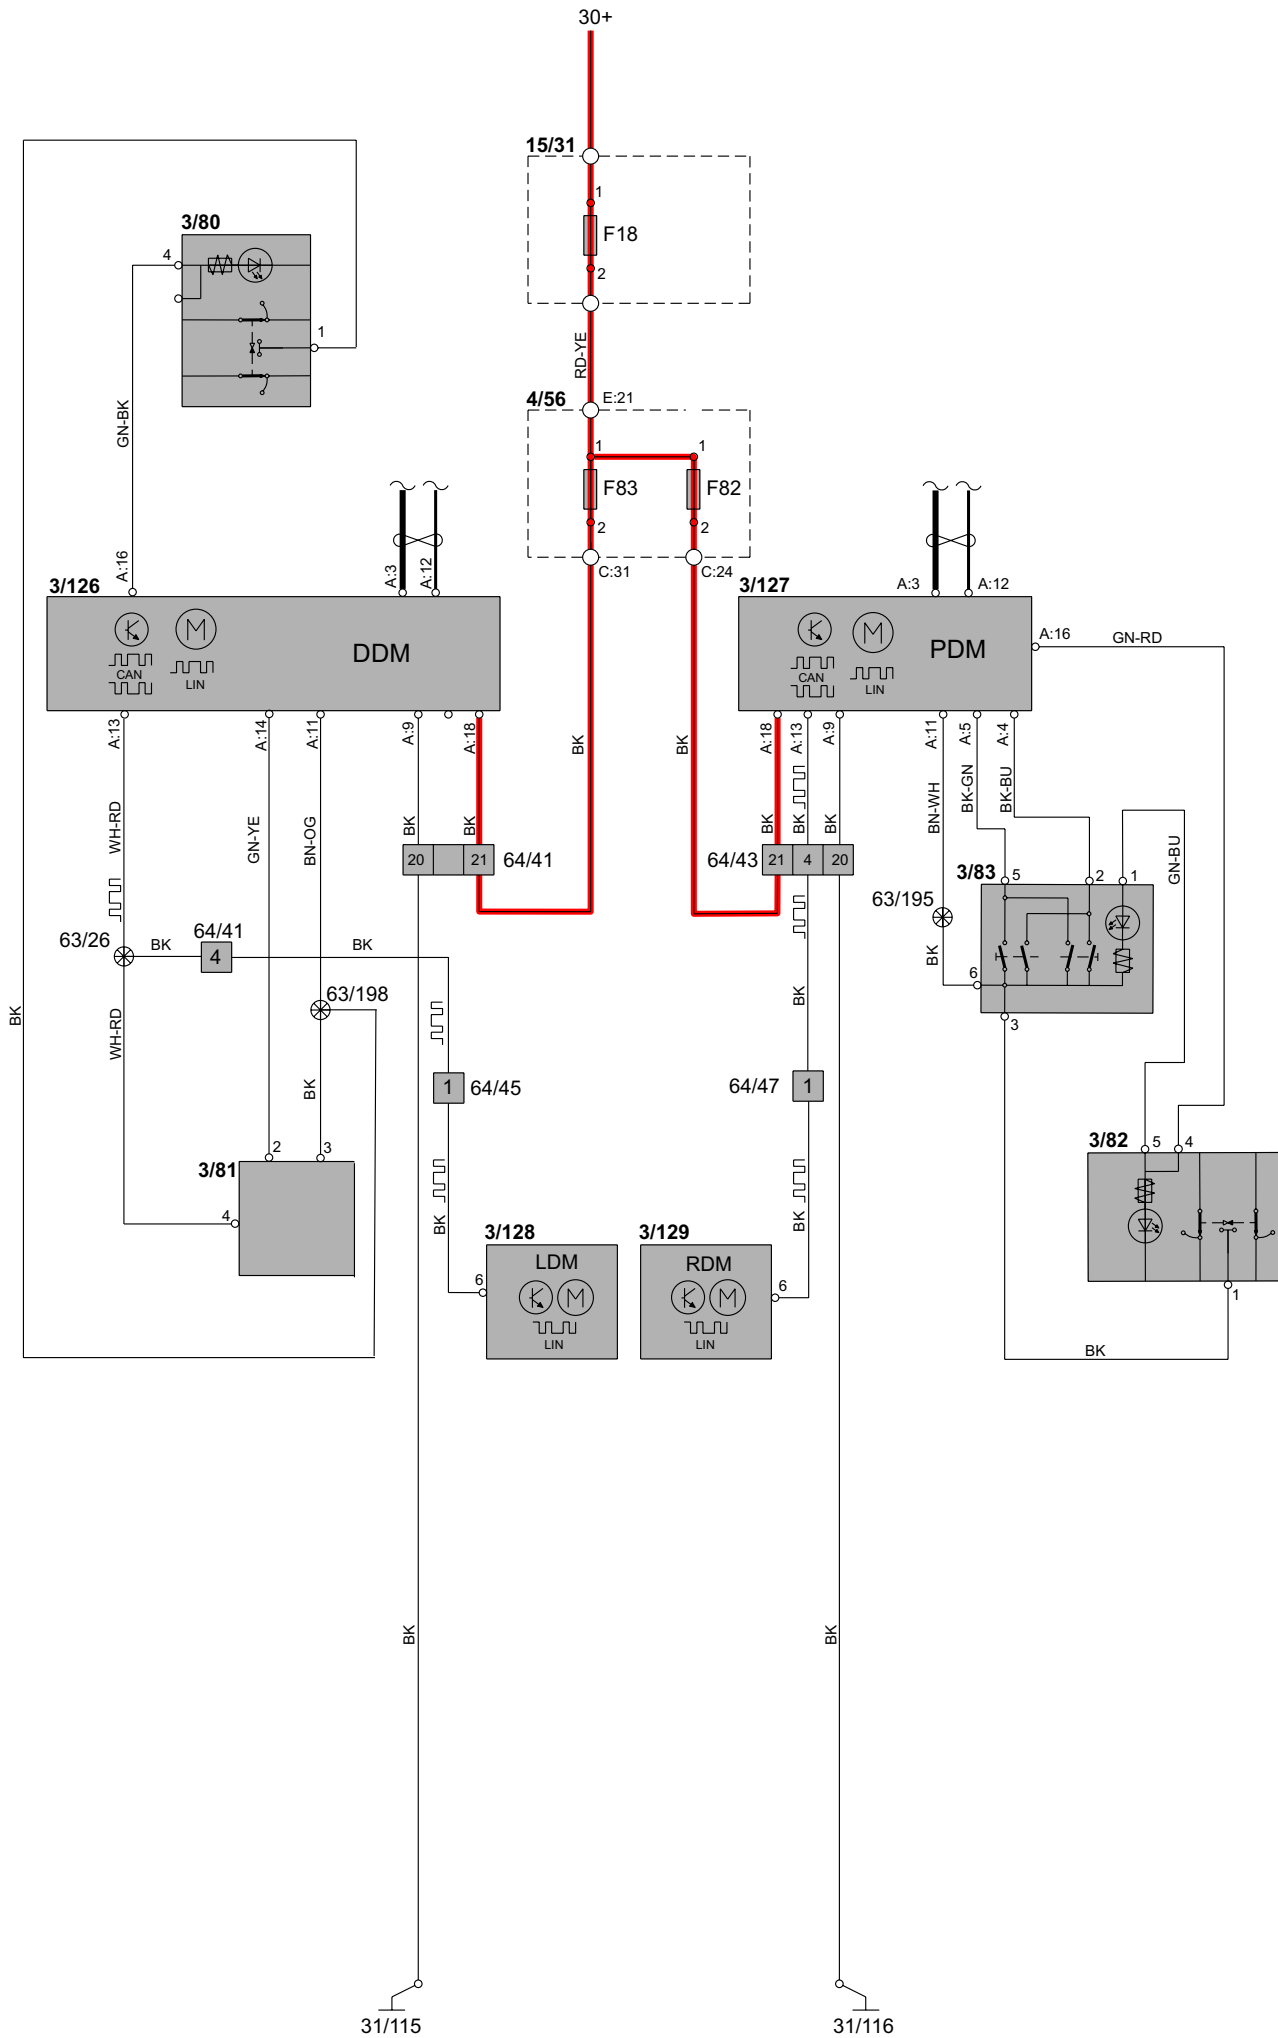 30+
15/31
1
F18
2
3/80
4
1
RD-YE
4/56
E:21
GN-BK
1
1
F83
F82
2
2
C:31
C:24
A:16
A:3
A:12
A:3
A:12
3/126
3/127
DDM
CAN
LIN
PDM
CAN
LIN
A:16
GN-RD
A:13
A:14
A:11
A:9
A:18
A:18
A:13
A:9
A:11
A:5
A:4
BK
BK
WH-RD
GN-YE
BN-OG
BK
BK
BK
BK
BK
BN-WH
BK-GN
BK-BU
GN-BU
20
21
64/41
64/43
21
4
20
3/83
5
2
1
63/195
63/26
BK
64/41
4
BK
BK
6
63/198
BK
3
BK
WH-RD
BK
1
64/45
64/47
1
3/81
2
3
4
3/82
5
4
BK
BK
3/128
LDM
6
LIN
3/129
RDM
6
LIN
1
BK
BK
BK
31/115
31/116